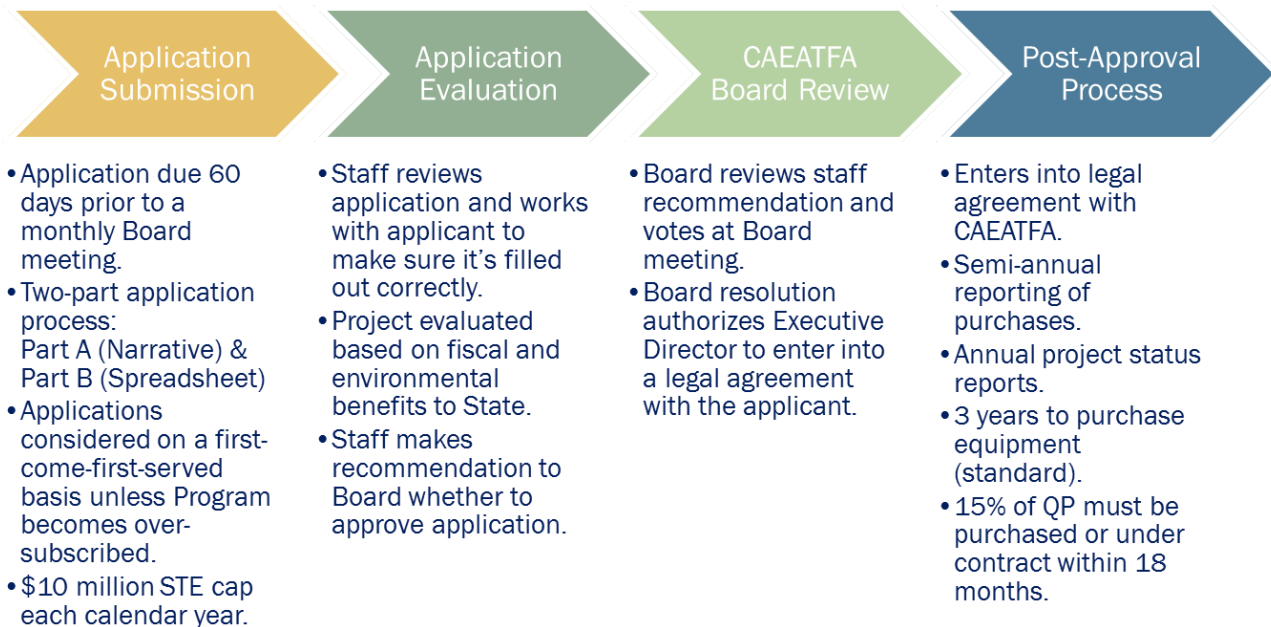 Application
Submission
Application
Evaluation
CAEATFA
Board Review
Post-Approval
Process
•Application due 60
days prior to a
monthly Board
meeting.
•Two-part application
process:
Part A (Narrative) &
Part B (Spreadsheet)
•Applications
considered on a first-
come-first-served
basis unless Program
becomes over-
subscribed.
•$10 million STE cap
each calendar year.
•Staff reviews
application and works
with applicant to
make sure it’s filled
out correctly.
•Project evaluated
based on fiscal and
environmental
benefits to State.
•Staff makes
recommendation to
Board whether to
approve application.
•Board reviews staff
recommendation and
votes at Board
meeting.
•Board resolution
authorizes Executive
Director to enter into
a legal agreement
with the applicant.
•Enters into legal
agreement with
CAEATFA.
•Semi-annual
reporting of
purchases.
•Annual project status
reports.
•3 years to purchase
equipment
(standard).
•15% of QP must be
purchased or under
contract within 18
months.